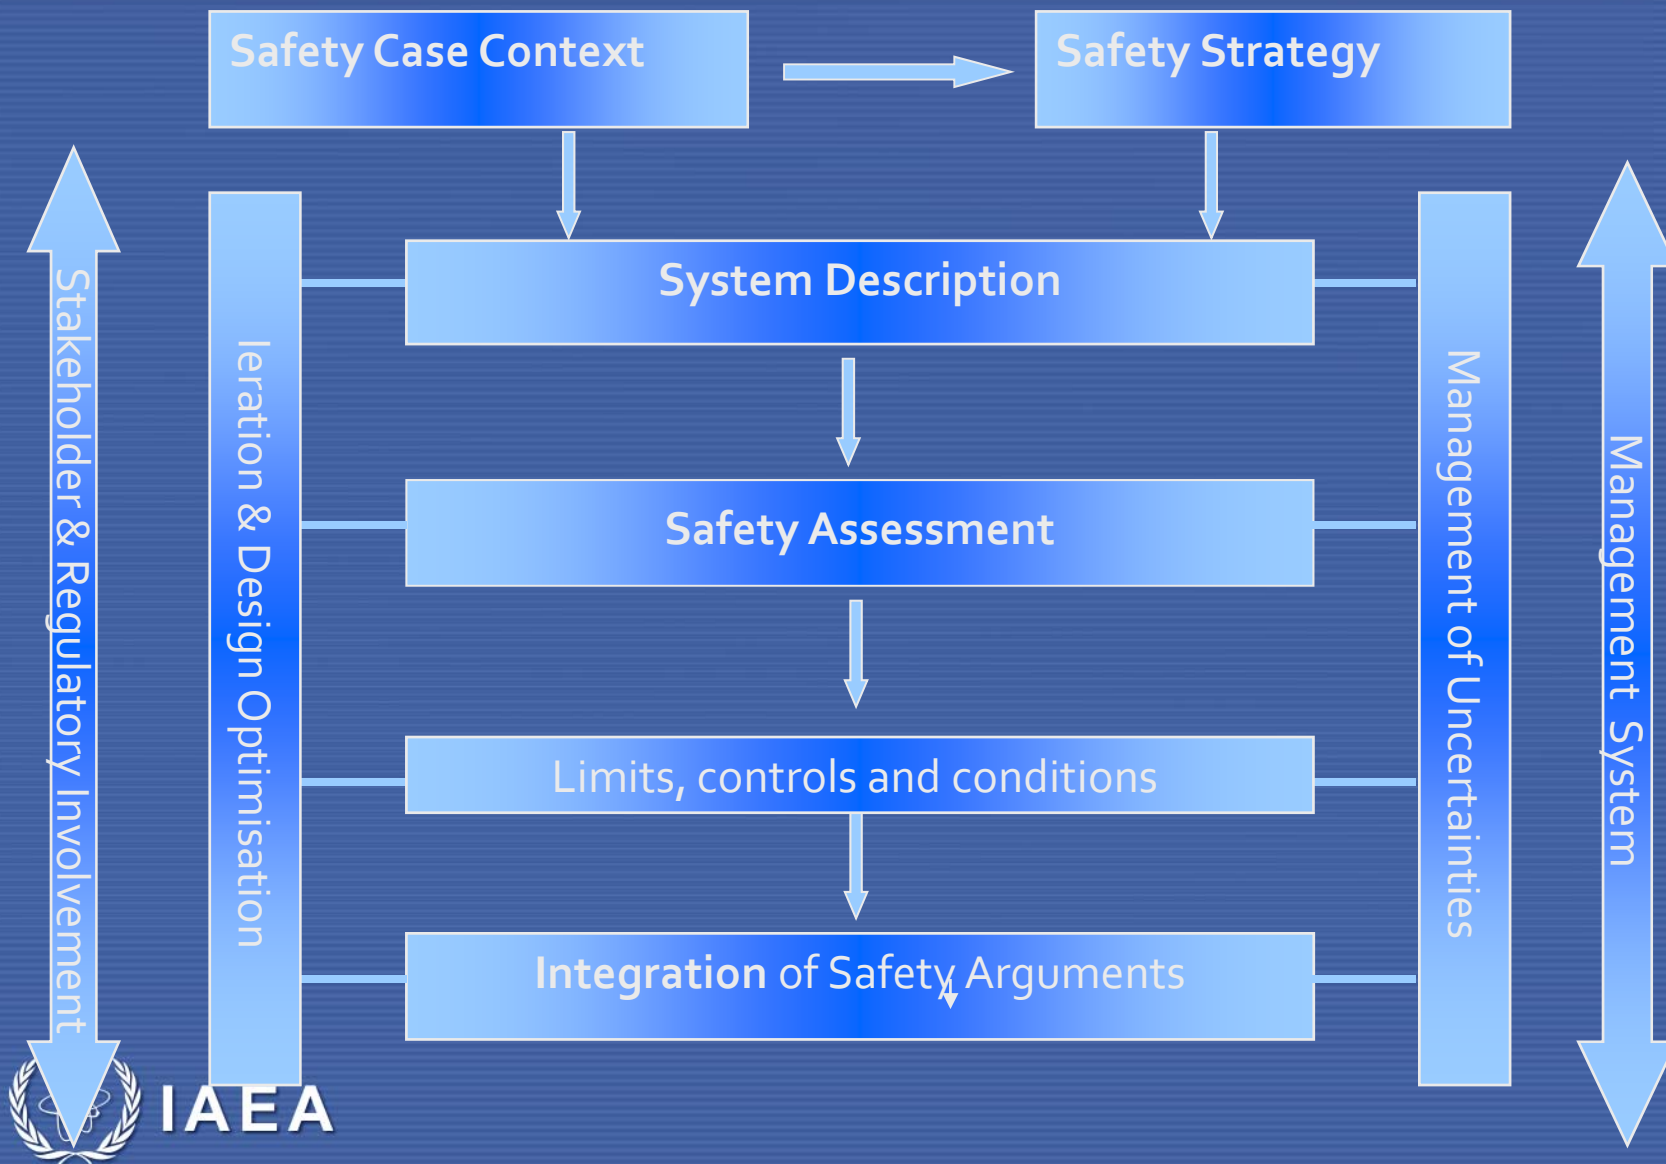 Safety Case Context
Safety Strategy
Stakeholder & Regulatory Involvement
Ieration & Design Optimisation
System Description
Safety Assessment
Limits, controls and conditions
Integration of Safety Arguments
Management of Uncertainties
Management System
IAEA